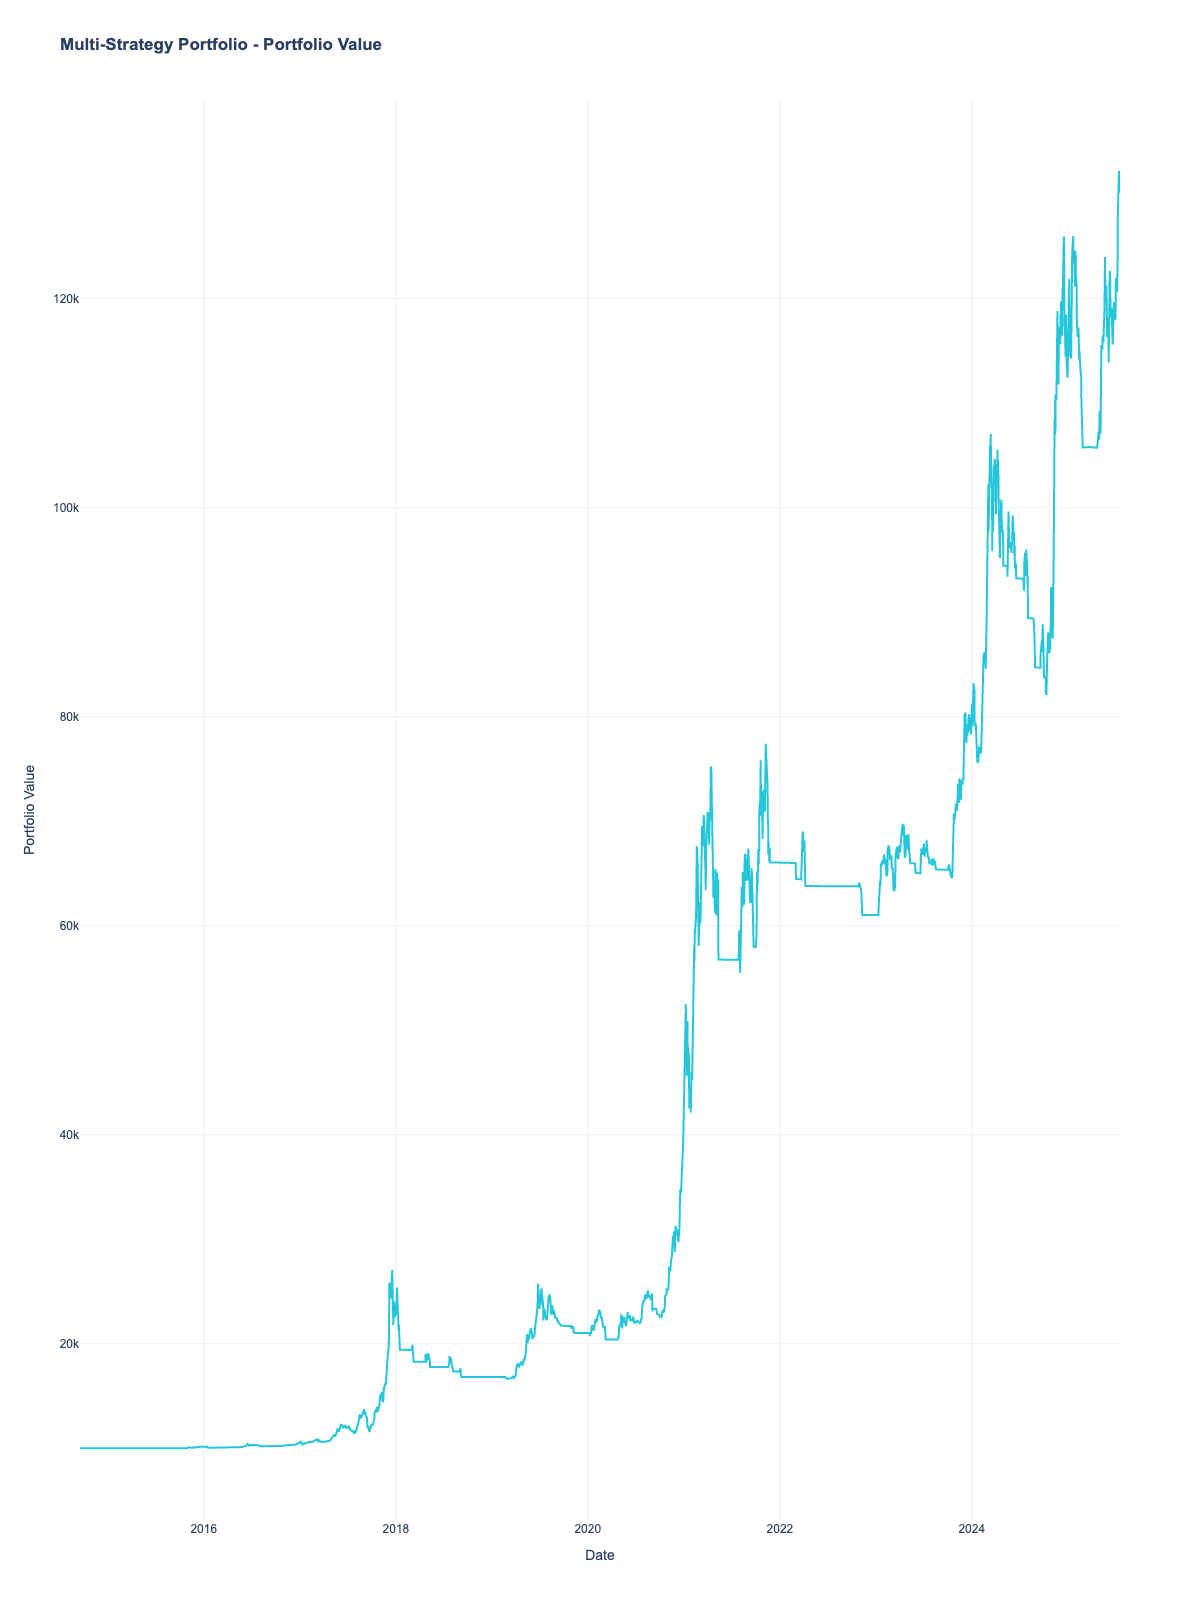 Multi-Strategy Portfolio - Portfolio Value
120k
100k
80k
60k
40k
20k
Portfolio Value
2016
2018
2020
2022
2024
Date